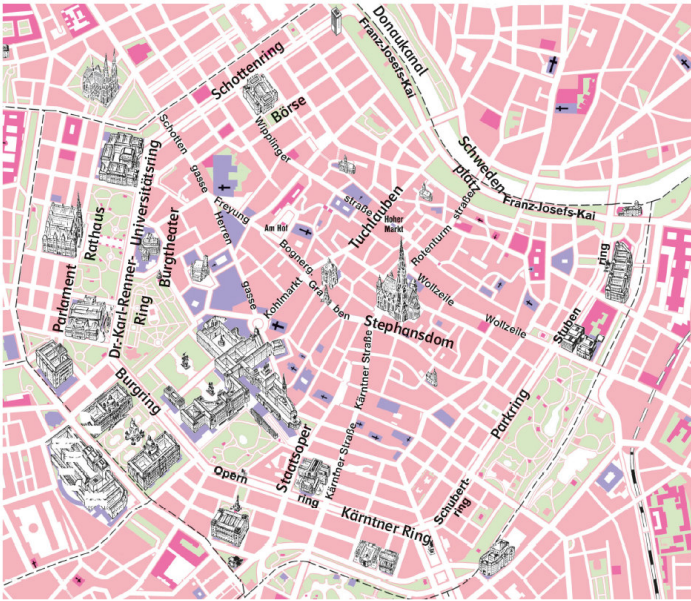 Donaukanal
Franz-Josefs-Kai
Schottenring
Börse
Wipplinger
straße
Schotten
gasse
Freyung
Herren
gasse
Universitätsring
Rathaus
Burgtheater
Parlament
Dr.-Karl-Renner-
Ring
Am Hof
Tuchlauben
Hoher
Markt
Rotenturm straße
Schweden
platz
Franz-Josefs-Kai
Bognerg.
Kohlmarkt
Gra ben
Stephansdom
Wollzeile
Wollzeile
Stuben
ring
Burgring
Kärntner Straße
Kärntner Straße
Staatsoper
Opern
ring
Kärntner Ring
Schubert-
ring
Parkring